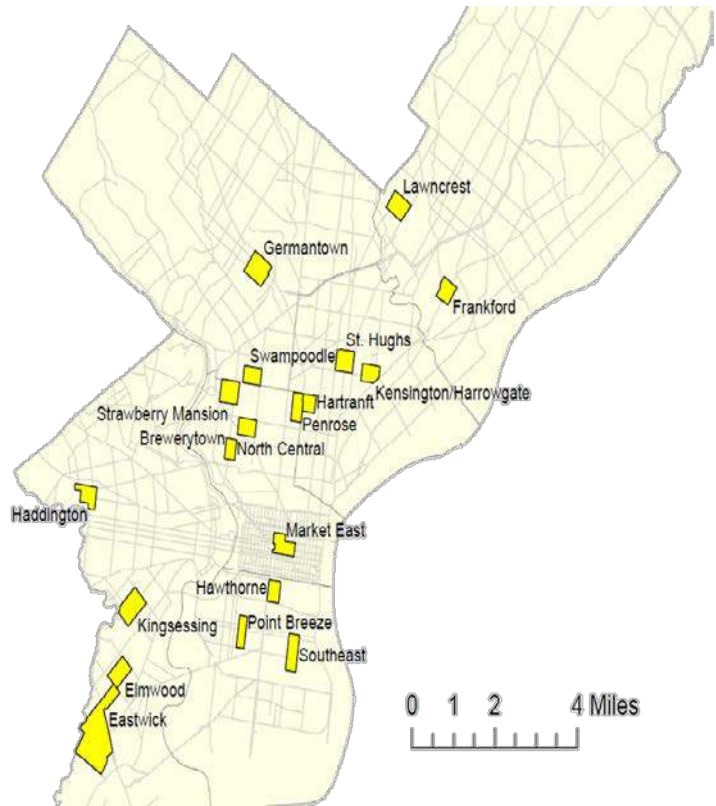 Lawncrest
Germantown
Frankford
St. Hughs
Swampoodle
Kensington/Harrowgate
Hartranft
Strawberry Mansion
Penrose
Brewerytown
North Central
Haddington
Market East
Hawthorne
Point Breeze
Kingsessing
Southeast
Elmwood
Eastwick
0 1 2 4 Miles